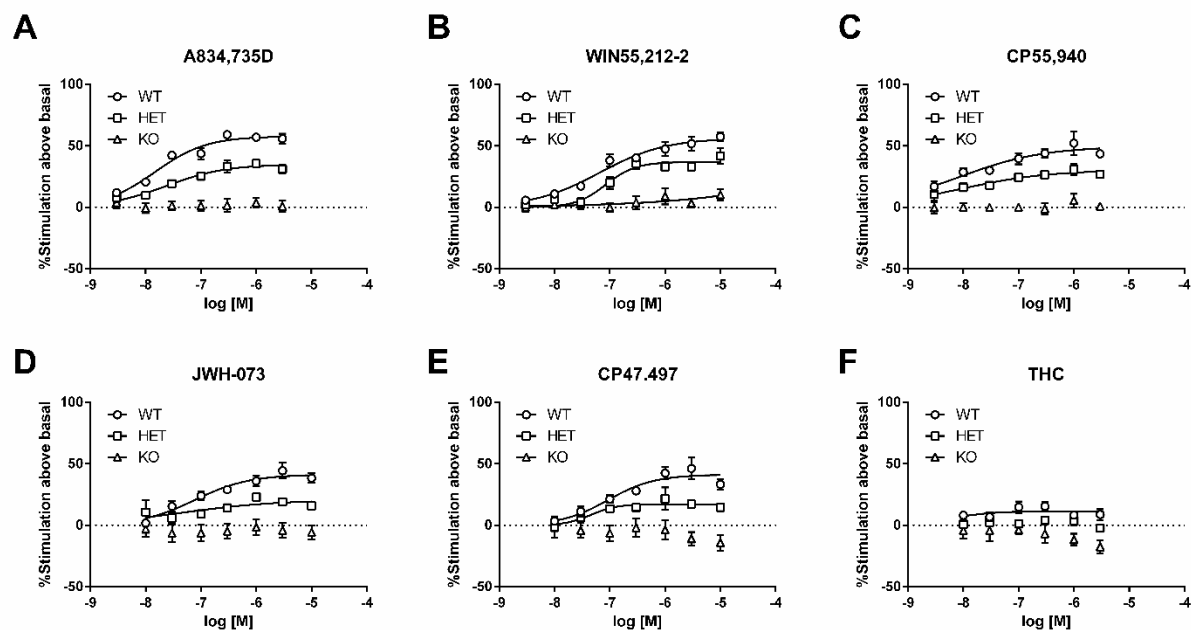 A
A834,735D
%Stimulation above basal
100
50
0
-50
WT
HET
KO
-9 -8 -7 -6 -5 -4
log [M]
B
WIN55,212-2
%Stimulation above basal
100
50
0
-50
WT
HET
KO
-9 -8 -7 -6 -5 -4
log [M]
C
CP55,940
%Stimulation above basal
100
50
0
-50
WT
HET
KO
-9 -8 -7 -6 -5 -4
log [M]
D
JWH-073
%Stimulation above basal
100
50
0
-50
WT
HET
KO
-9 -8 -7 -6 -5 -4
log [M]
E
CP47.497
%Stimulation above basal
100
50
0
-50
WT
HET
KO
-9 -8 -7 -6 -5 -4
log [M]
F
THC
%Stimulation above basal
100
50
0
-50
WT
HET
KO
-9 -8 -7 -6 -5 -4
log [M]